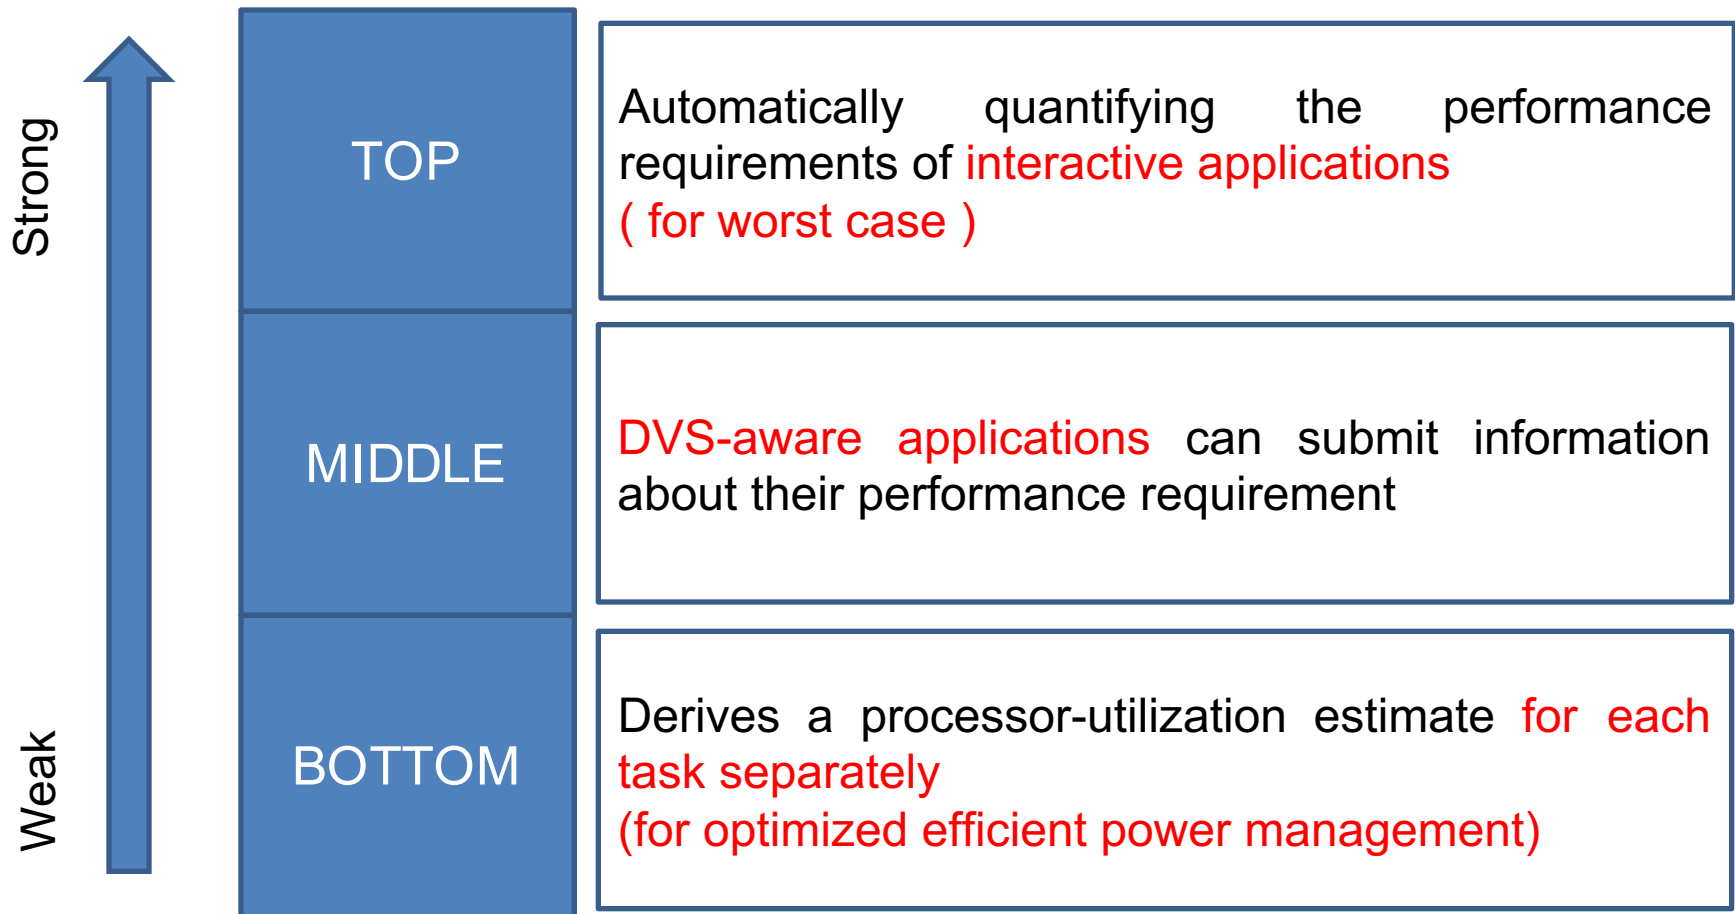 Strong
Weak
TOP
Automatically quantifying the performance
requirements of interactive applications
( for worst case )
MIDDLE
DVS-aware applications can submit information
about their performance requirement
BOTTOM
Derives a processor-utilization estimate for each
task separately
(for optimized efficient power management)